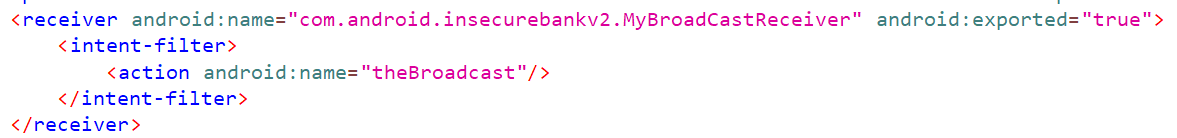 <receiver android:name="com.android.insecurebankv2.MyBroadCastReceiver" android:exported="true">
    <intent-filter>
        <action android:name="theBroadcast"/>
    </intent-filter>
</receiver>